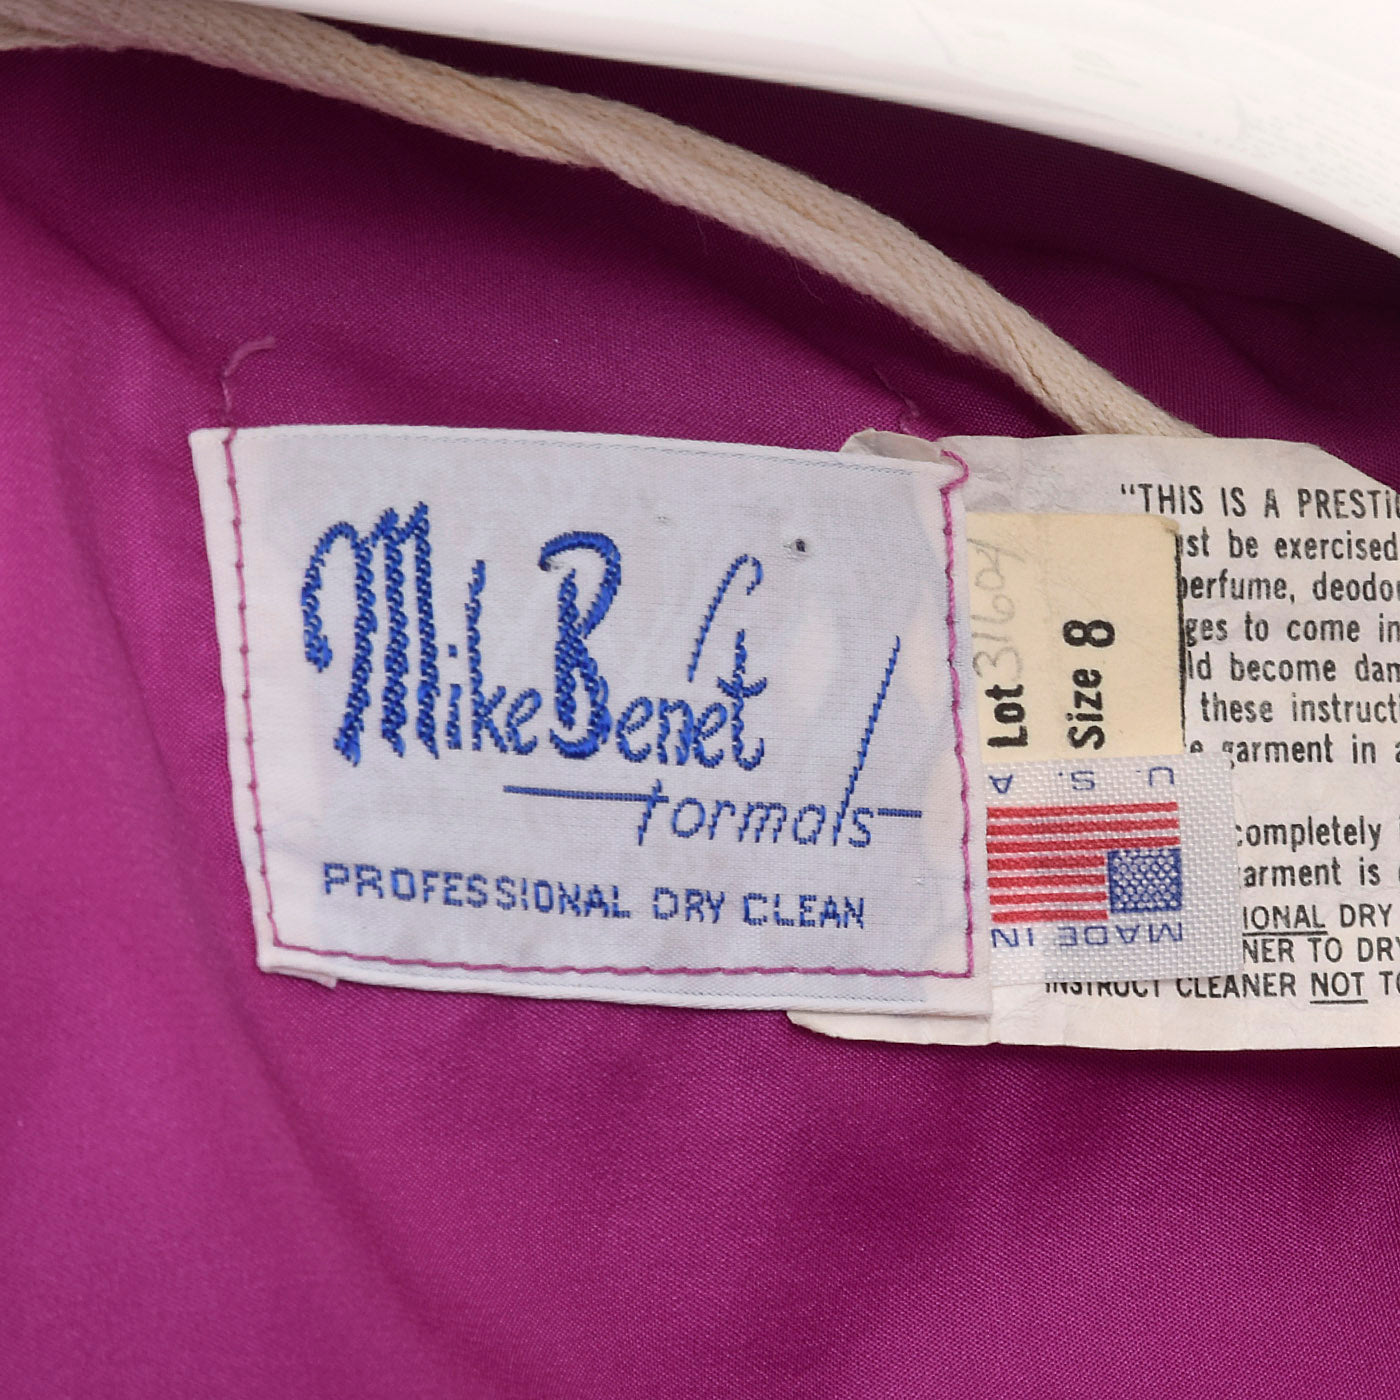 Mike Benet
formals
PROFESSIONAL DRY CLEAN
Lot 31604
Size 8
MADE IN
U. S. A
"THIS IS A PRESTI
st be exercised
perfume, deodo
ges to come in
ld become dam
these instruct
garment in a
completely
arment is
IONAL DRY
NER TO DRY
INSTRUCT CLEANER NOT TO